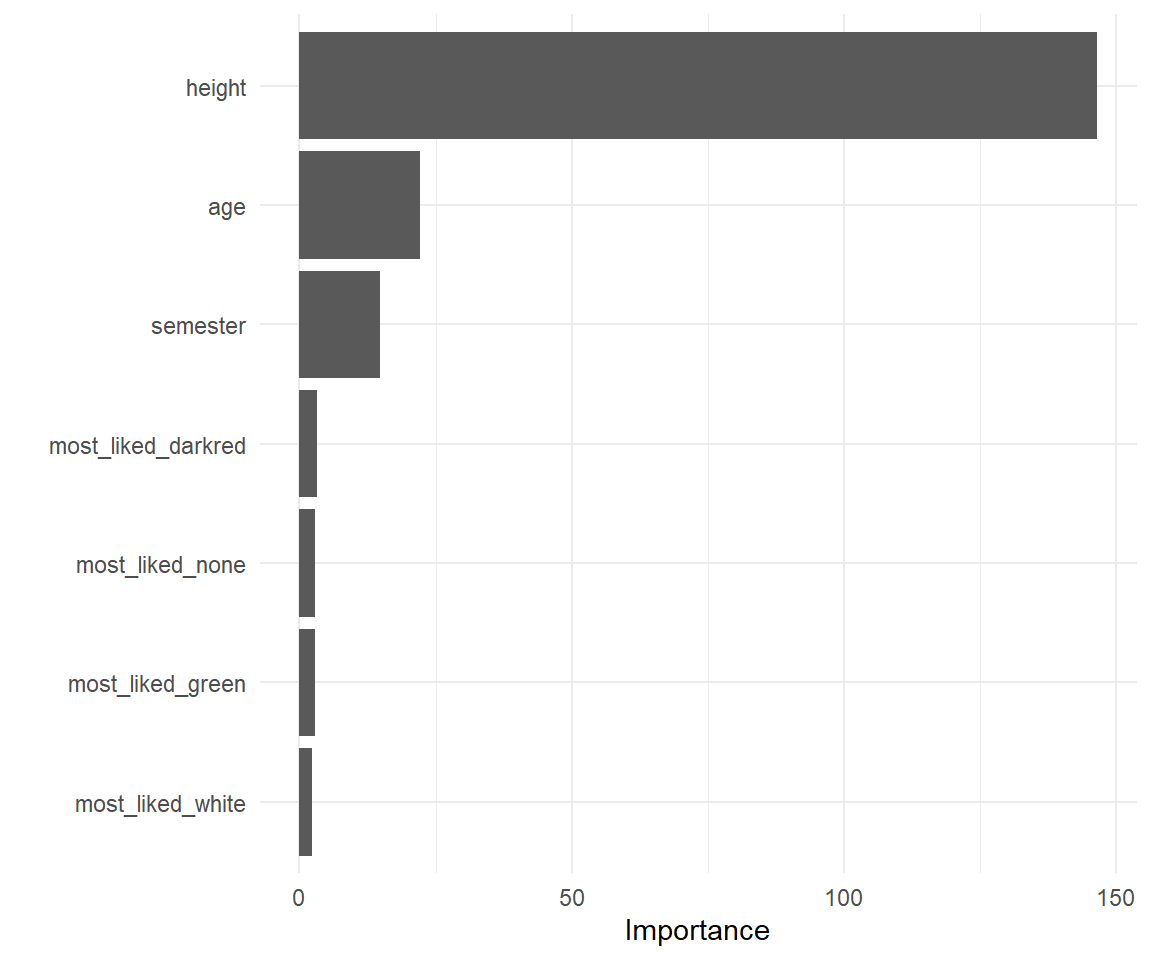 height
age
semester
most_liked_darkred
most_liked_none
most_liked_green
most_liked_white
0 50 100 150
Importance